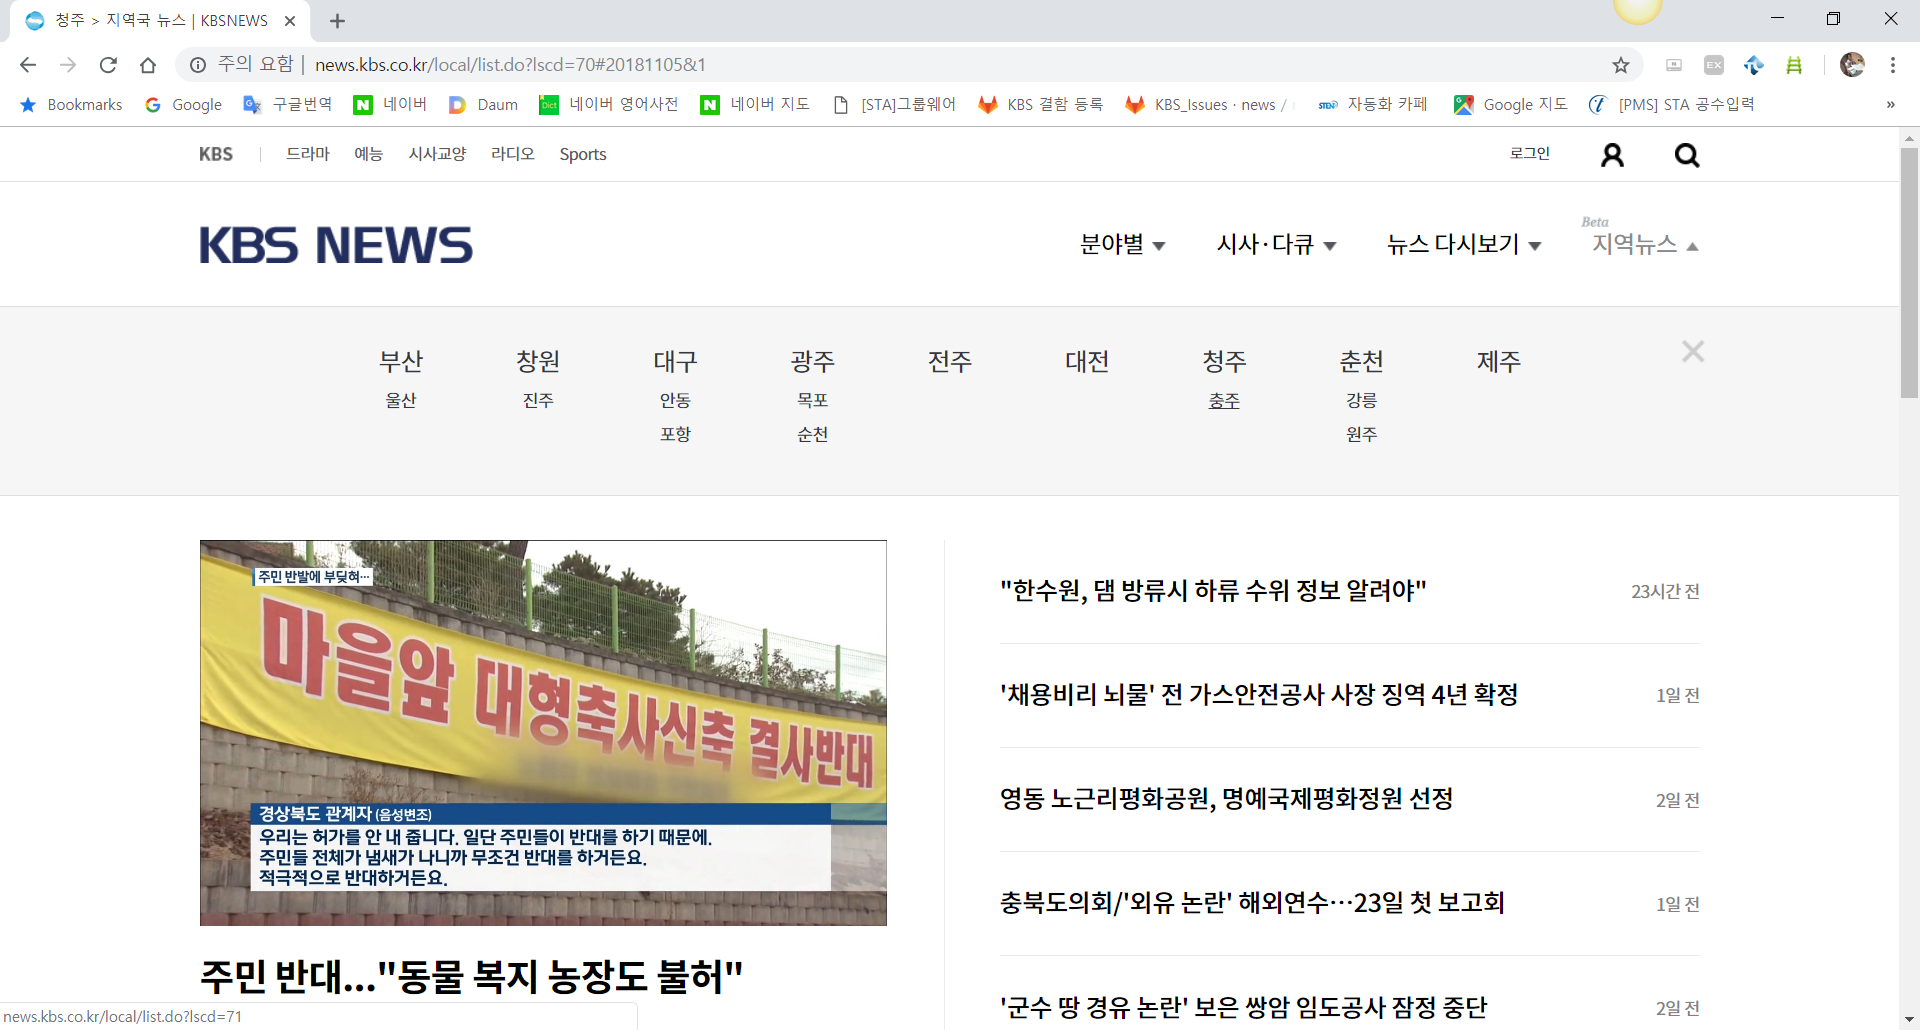 청주 > 지역국 뉴스 | KBSNEWS
주의 요함 | news.kbs.co.kr/local/list.do?lscd=70#20181105&1
Bookmarks Google 구글번역 네이버 Daum 네이버 영어사전 네이버 지도 [STA]그룹웨어 KBS 결함 등록 KBS_Issues · news / 자동화 카페 Google 지도 [PMS] STA 공수입력 »
KBS 드라마 예능 시사교양 라디오 Sports 로그인
Beta
KBS NEWS 분야별 시사·다큐 뉴스 다시보기 지역뉴스
부산 창원 대구 광주 전주 대전 청주 춘천 제주
울산 진주 안동 목포 충주 강릉
포항 순천 원주
주민 반발에 부딪혀…
마을앞 대형축사신축 결사반대
경상북도 관계자 (음성변조)
우리는 허가를 안 내 줍니다. 일단 주민들이 반대를 하기 때문에.
주민들 전체가 냄새가 나니까 무조건 반대를 하거든요.
적극적으로 반대하거든요.
주민 반대..."동물 복지 농장도 불허"
"한수원, 댐 방류시 하류 수위 정보 알려야" 23시간 전
'채용비리 뇌물' 전 가스안전공사 사장 징역 4년 확정 1일 전
영동 노근리평화공원, 명예국제평화정원 선정 2일 전
충북도의회/'외유 논란' 해외연수…23일 첫 보고회 1일 전
'군수 땅 경유 논란' 보은 쌍암 임도공사 잠정 중단 2일 전
news.kbs.co.kr/local/list.do?lscd=71